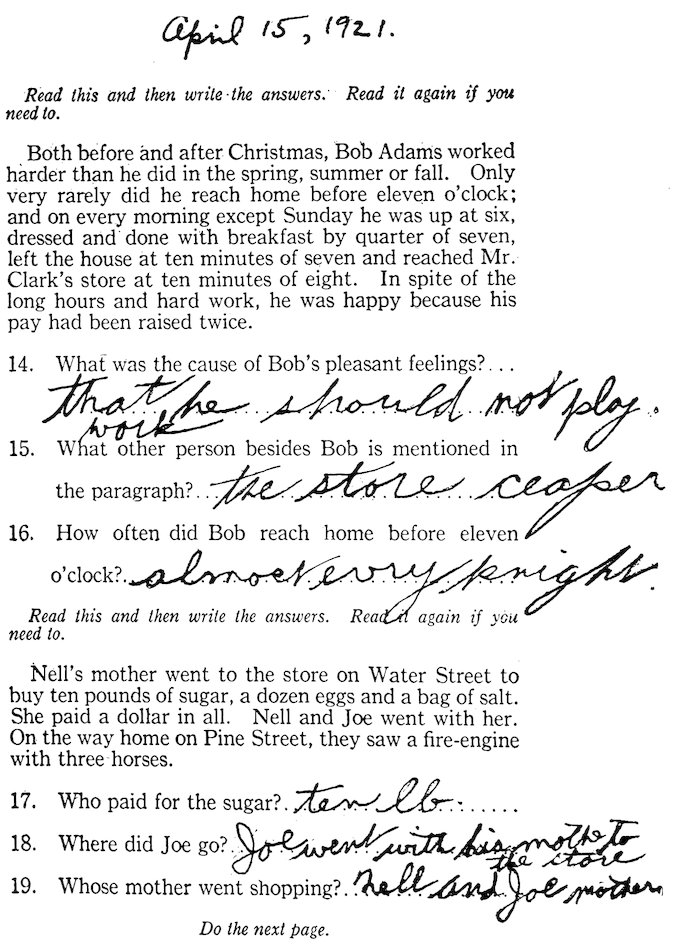 April 15, 1921.
Read this and then write the answers. Read it again if you
need to.
Both before and after Christmas, Bob Adams worked
harder than he did in the spring, summer or fall. Only
very rarely did he reach home before eleven o'clock;
and on every morning except Sunday he was up at six,
dressed and done with breakfast by quarter of seven,
left the house at ten minutes of seven and reached Mr.
Clark's store at ten minutes of eight. In spite of the
long hours and hard work, he was happy because his
pay had been raised twice.
14. What was the cause of Bob's pleasant feelings?...
that he should not play.
work
15. What other person besides Bob is mentioned in
the paragraph?.. the store ceaper
16. How often did Bob reach home before eleven
o'clock?. almost evry knight.
Read this and then write the answers. Read it again if you
need to.
Nell's mother went to the store on Water Street to
buy ten pounds of sugar, a dozen eggs and a bag of salt.
She paid a dollar in all. Nell and Joe went with her.
On the way home on Pine Street, they saw a fire-engine
with three horses.
17. Who paid for the sugar?. ten lb.......
18. Where did Joe go?. Joe went with his mothe to
the store
19. Whose mother went shopping?.. Nell and Joe mother
Do the next page.